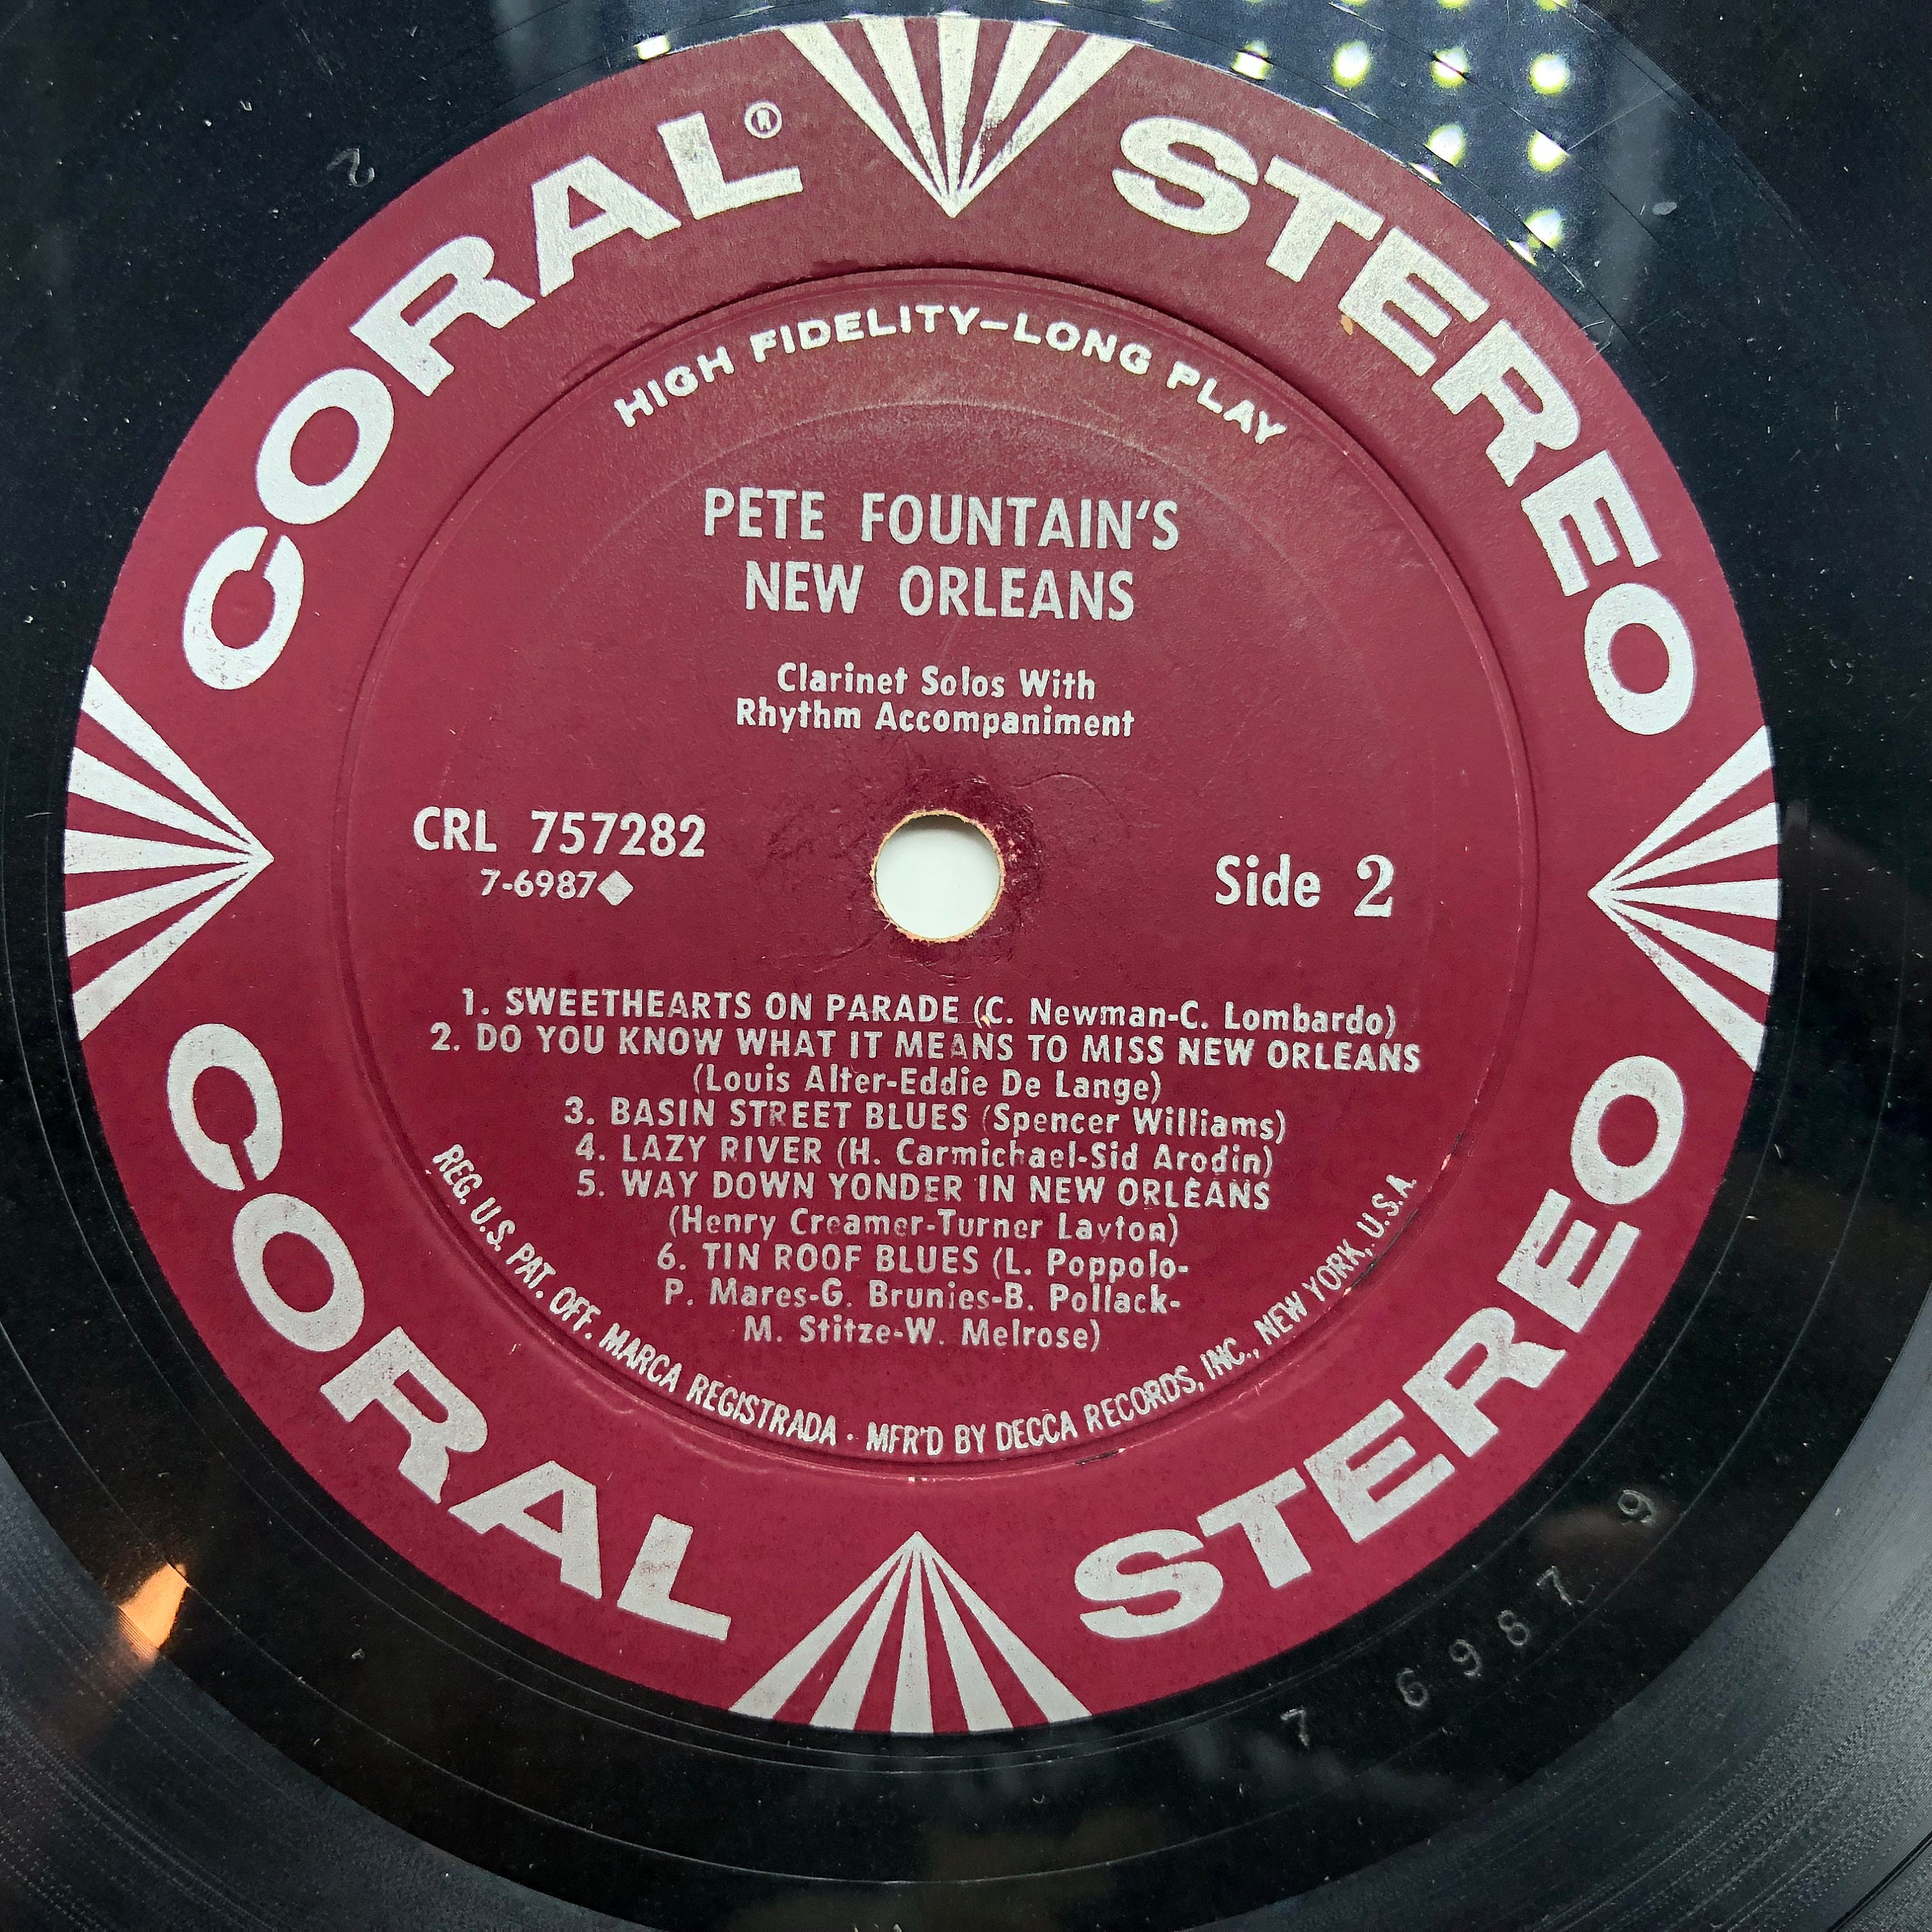 CORAL ® STEREO
HIGH FIDELITY–LONG PLAY
PETE FOUNTAIN'S
NEW ORLEANS
Clarinet Solos With
Rhythm Accompaniment
CRL 757282
7-6987◆
Side 2
1. SWEETHEARTS ON PARADE (C. Newman-C. Lombardo)
2. DO YOU KNOW WHAT IT MEANS TO MISS NEW ORLEANS
(Louis Alter-Eddie De Lange)
3. BASIN STREET BLUES (Spencer Williams)
4. LAZY RIVER (H. Carmichael-Sid Arodin)
5. WAY DOWN YONDER IN NEW ORLEANS
(Henry Creamer-Turner Layton)
6. TIN ROOF BLUES (L. Poppolo-
P. Mares-G. Brunies-B. Pollack-
M. Stitze-W. Melrose)
REG. U.S. PAT. OFF. MARCA REGISTRADA · MFR'D BY DECCA RECORDS, INC., NEW YORK, U.S.A.
CORAL STEREO
7 6987 9
2